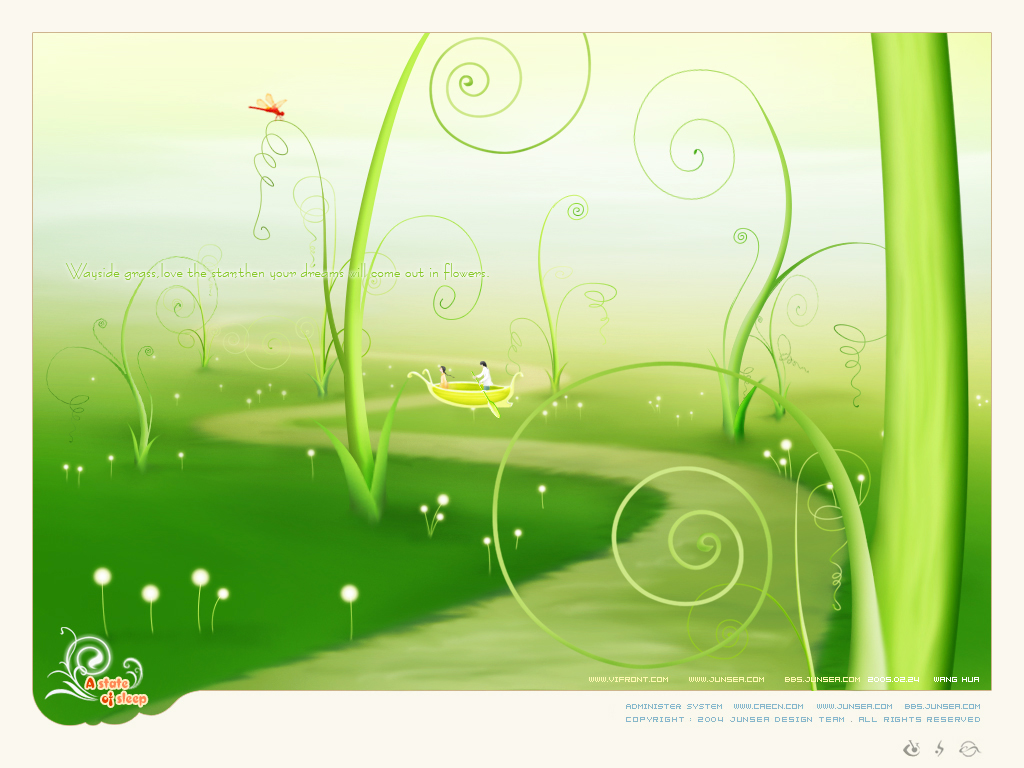 Wayside grass,love the star.then your dreams will come out in flowers.
A state
of sleep
WWW.VIFRONT.COM WWW.JUNSEA.COM BBS.JUNSEA.COM 2005.02.24 WANG HUA
ADMINISTER SYSTEM WWW.CAECN.COM WWW.JUNSEA.COM BBS.JUNSEA.COM
COPYRIGHT : 2004 JUNSEA DESIGN TEAM . ALL RIGHTS RESERVED